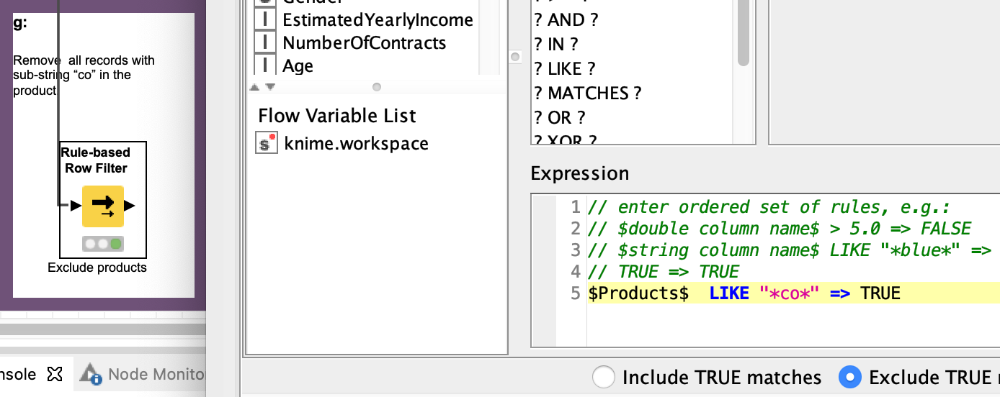 g:
Remove  all records with
sub-string “co” in the
product
Rule-based
Row Filter
Exclude products
nsole
Node Monito
Gender
EstimatedYearlyIncome
NumberOfContracts
Age
Flow Variable List
s knime.workspace
? AND ?
? IN ?
? LIKE ?
? MATCHES ?
? OR ?
? XOR ?
Expression
1 // enter ordered set of rules, e.g.:
2 // $double column name$ > 5.0 => FALSE
3 // $string column name$ LIKE "*blue*" =>
4 // TRUE => TRUE
5 $Products$  LIKE "*co*" => TRUE
Include TRUE matches
Exclude TRUE